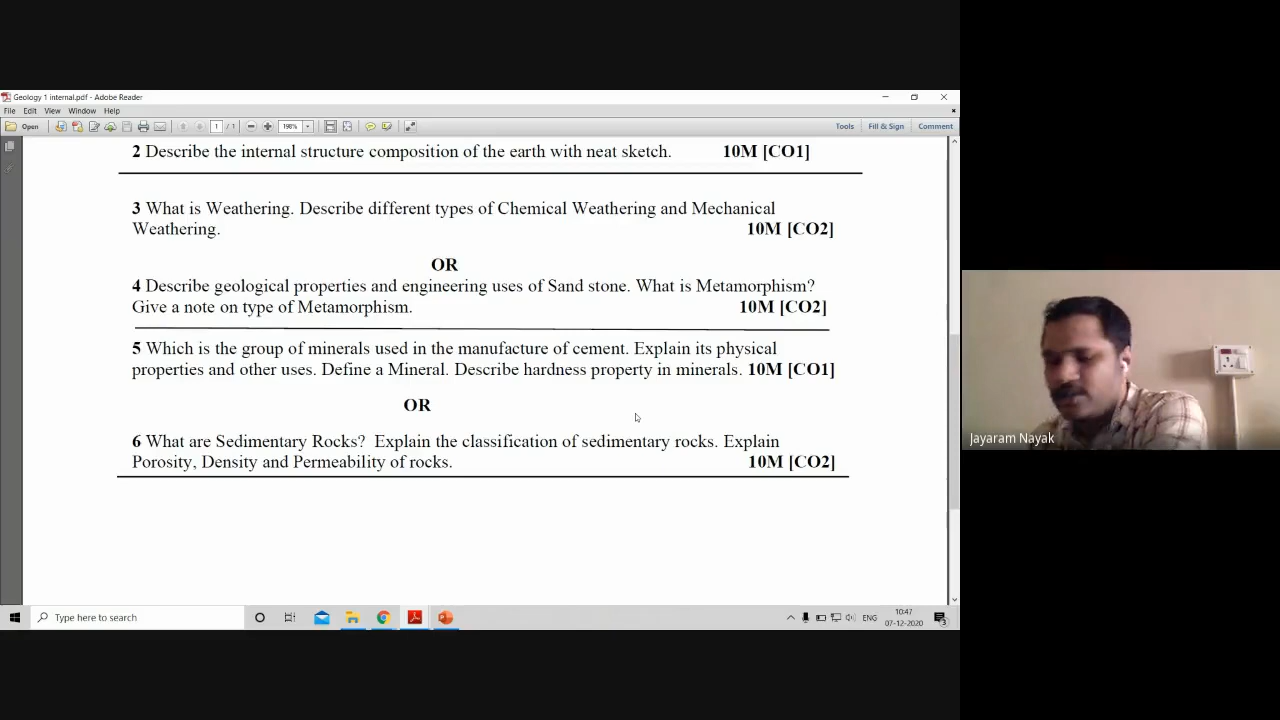 Geology 1 internal.pdf - Adobe Reader
File Edit View Window Help
Open 1 / 1 198% Tools Fill & Sign Comment
2 Describe the internal structure composition of the earth with neat sketch. 10M [CO1]
3 What is Weathering. Describe different types of Chemical Weathering and Mechanical
Weathering. 10M [CO2]
OR
4 Describe geological properties and engineering uses of Sand stone. What is Metamorphism?
Give a note on type of Metamorphism. 10M [CO2]
5 Which is the group of minerals used in the manufacture of cement. Explain its physical
properties and other uses. Define a Mineral. Describe hardness property in minerals. 10M [CO1]
OR
6 What are Sedimentary Rocks? Explain the classification of sedimentary rocks. Explain
Porosity, Density and Permeability of rocks. 10M [CO2]
Jayaram Nayak
Type here to search
ENG
10:47
07-12-2020
3